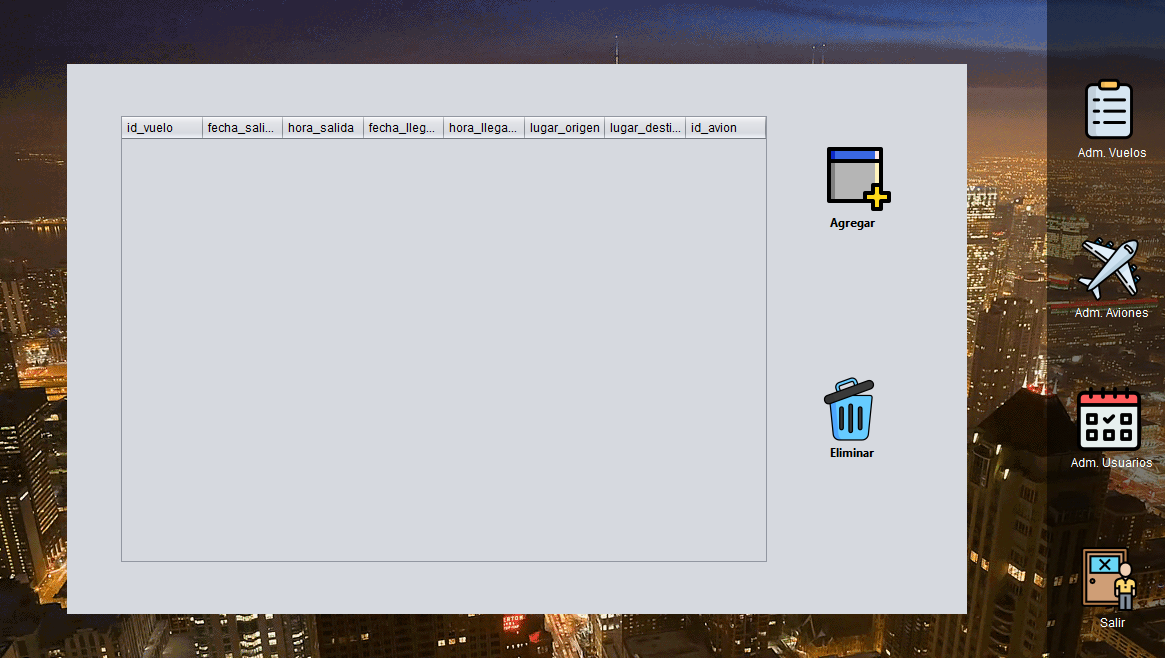 id_vuelo fecha_sali... hora_salida fecha_lleg... hora_llega... lugar_origen lugar_desti... id_avion
Agregar
Eliminar
Adm. Vuelos
Adm. Aviones
Adm. Usuarios
Salir